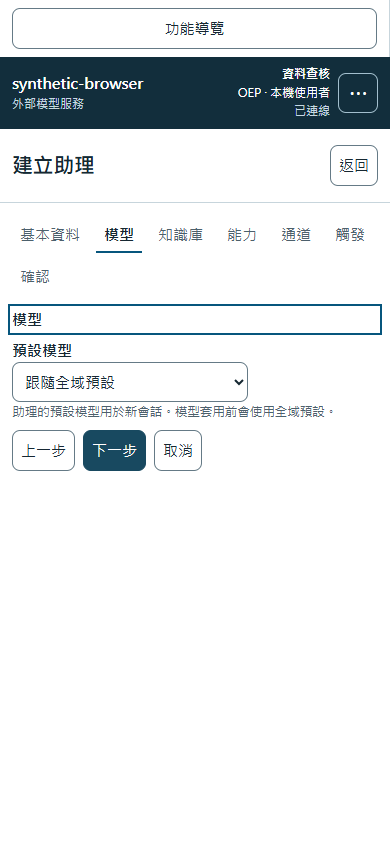 功能導覽
synthetic-browser
外部模型服務
資料查核
OEP · 本機使用者
已連線
...
建立助理
返回
基本資料 模型 知識庫 能力 通道 觸發
確認
模型
預設模型
跟隨全域預設
助理的預設模型用於新會話。模型套用前會使用全域預設。
上一步 下一步 取消